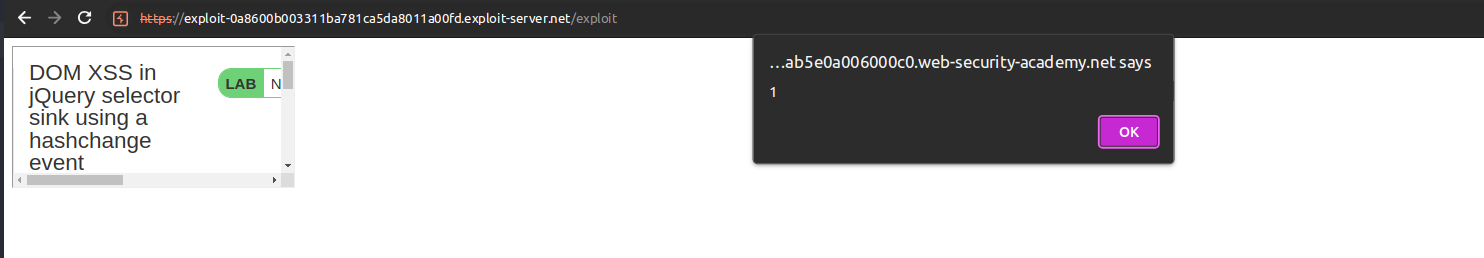 https://exploit-0a8600b003311ba781ca5da8011a00fd.exploit-server.net/exploit
DOM XSS in
jQuery selector
sink using a
hashchange
event
LAB N
...ab5e0a006000c0.web-security-academy.net says
1
OK